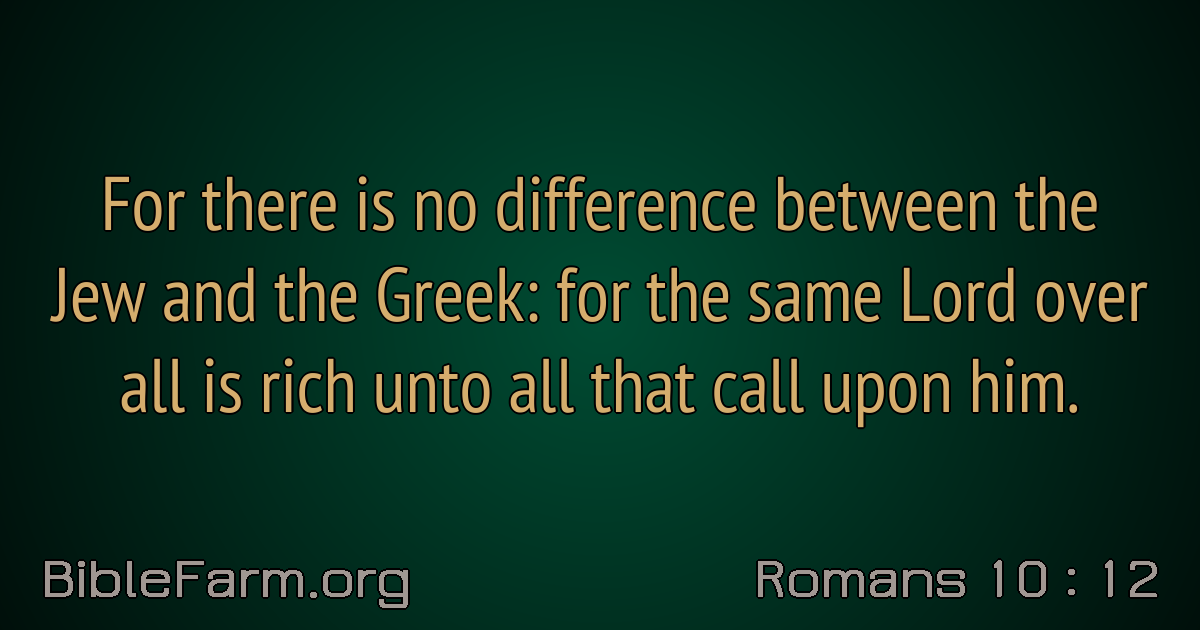 For there is no difference between the
Jew and the Greek: for the same Lord over
all is rich unto all that call upon him.
BibleFarm.org
Romans 10 : 12